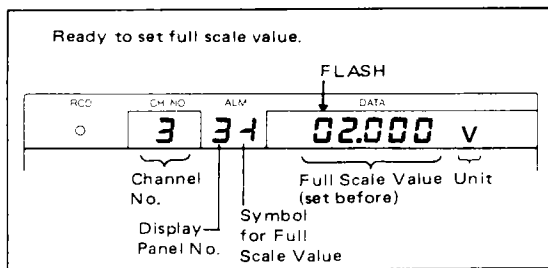 Ready to set full scale value.
FLASH
RCD CH. NO ALM DATA
3 3 02.000 V
Channel No.
Display Panel No.
Symbol for Full Scale Value
Full Scale Value (set before)
Unit